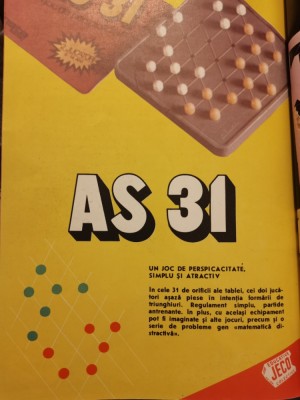 AS 31
AS 31
UN JOC DE PERSPICACITATE,
SIMPLU ȘI ATRACTIV
În cele 31 de orificii ale tablei, cei doi jucă-
tori așază piese în intenția formării de
triunghiuri. Regulament simplu, partide
antrenante. În plus, cu același echipament
pot fi imaginate și alte jocuri, precum și o
serie de probleme gen «matematică di-
stractivă».
JECO